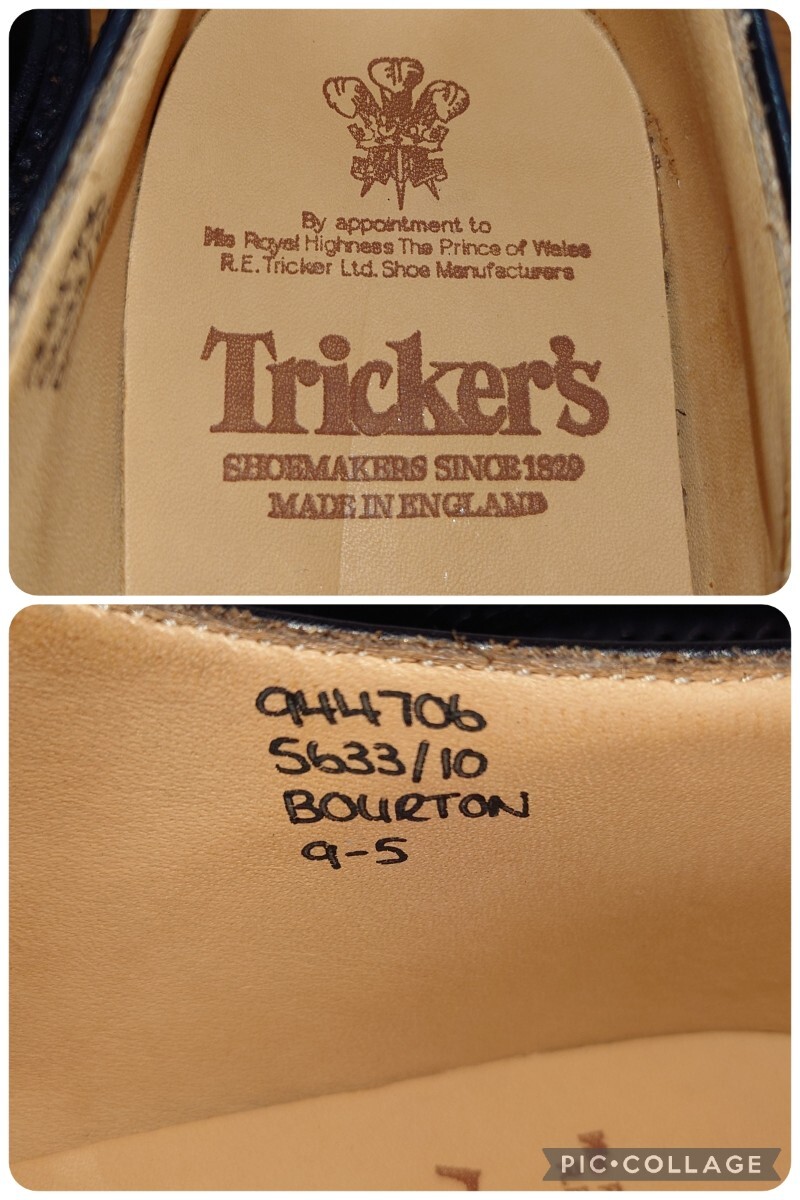 By appointment to
His Royal Highness The Prince of Wales
R.E. Tricker Ltd. Shoe Manufacturers
Tricker's
SHOEMAKERS SINCE 1829
MADE IN ENGLAND
944706
5633/10
BOURTON
9-5
PIC•COLLAGE